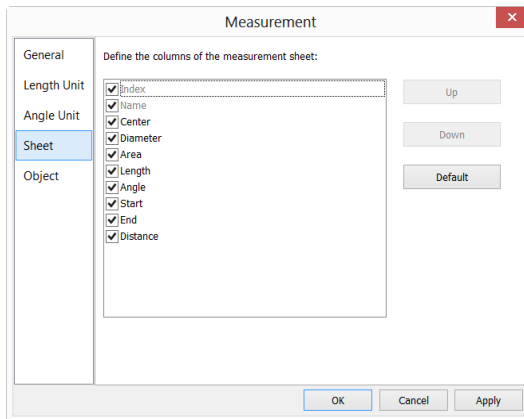 Measurement
General
Length Unit
Angle Unit
Sheet
Object
Define the columns of the measurement sheet:
Index
Name
Center
Diameter
Area
Length
Angle
Start
End
Distance
Up
Down
Default
OK Cancel Apply